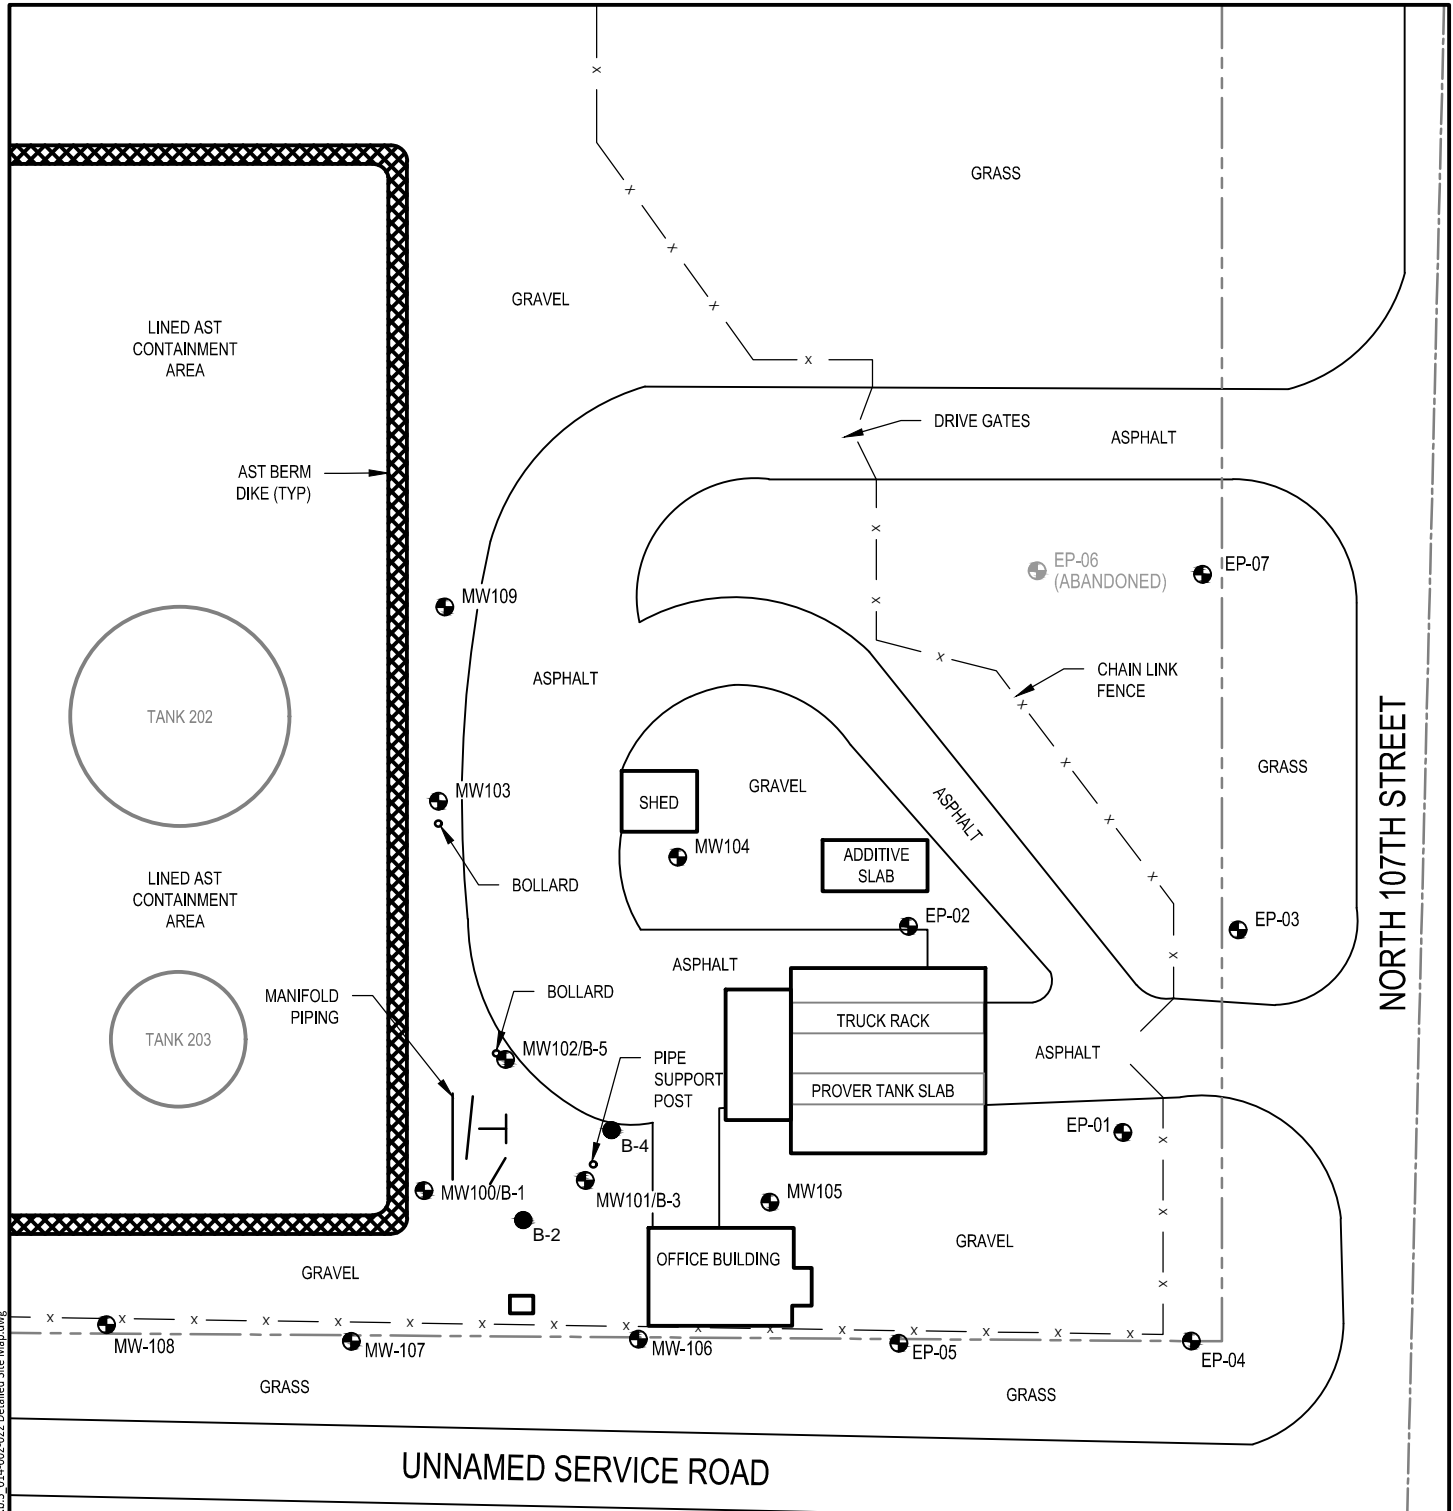 GRASS
GRAVEL
LINED AST
CONTAINMENT
AREA
DRIVE GATES
ASPHALT
AST BERM
DIKE (TYP)
EP-06
(ABANDONED)
EP-07
MW109
ASPHALT
CHAIN LINK
FENCE
TANK 202
NORTH 107TH STREET
GRASS
MW103
SHED
GRAVEL
ASPHALT
MW104
ADDITIVE
SLAB
BOLLARD
LINED AST
CONTAINMENT
AREA
EP-02
EP-03
ASPHALT
MANIFOLD
PIPING
BOLLARD
TRUCK RACK
TANK 203
MW102/B-5
PIPE
SUPPORT
POST
ASPHALT
PROVER TANK SLAB
EP-01
B-4
MW100/B-1
MW101/B-3
MW105
B-2
GRAVEL
OFFICE BUILDING
GRAVEL
MW-108
MW-107
MW-106
EP-05
EP-04
GRASS
GRASS
UNNAMED SERVICE ROAD
Detailed Site Map.dwg